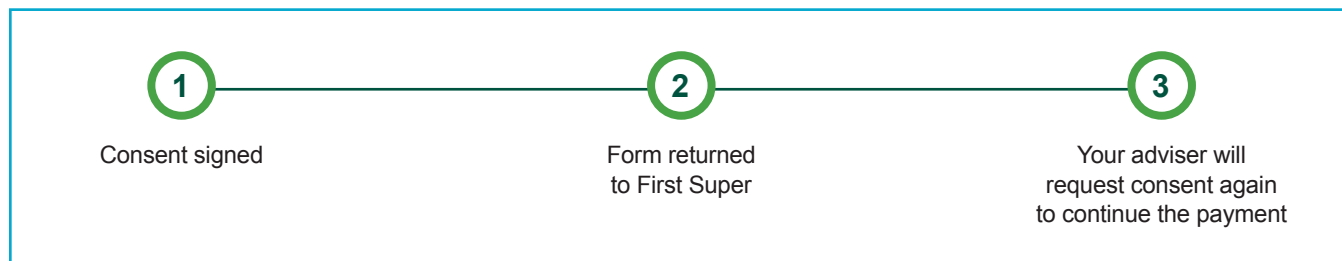 1
2
3
Consent signed
Form returned
to First Super
Your adviser will
request consent again
to continue the payment